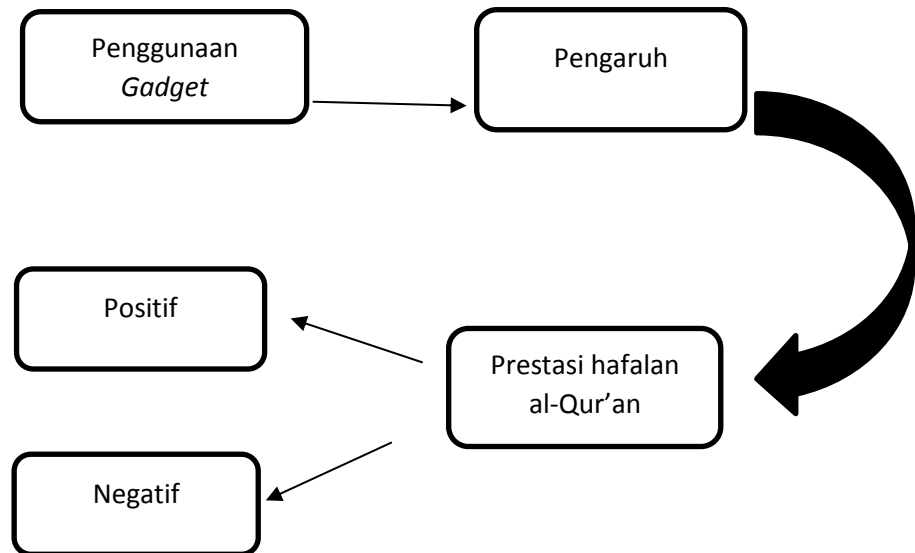 Penggunaan
Gadget
Pengaruh
Positif
Prestasi hafalan
al-Qur’an
Negatif